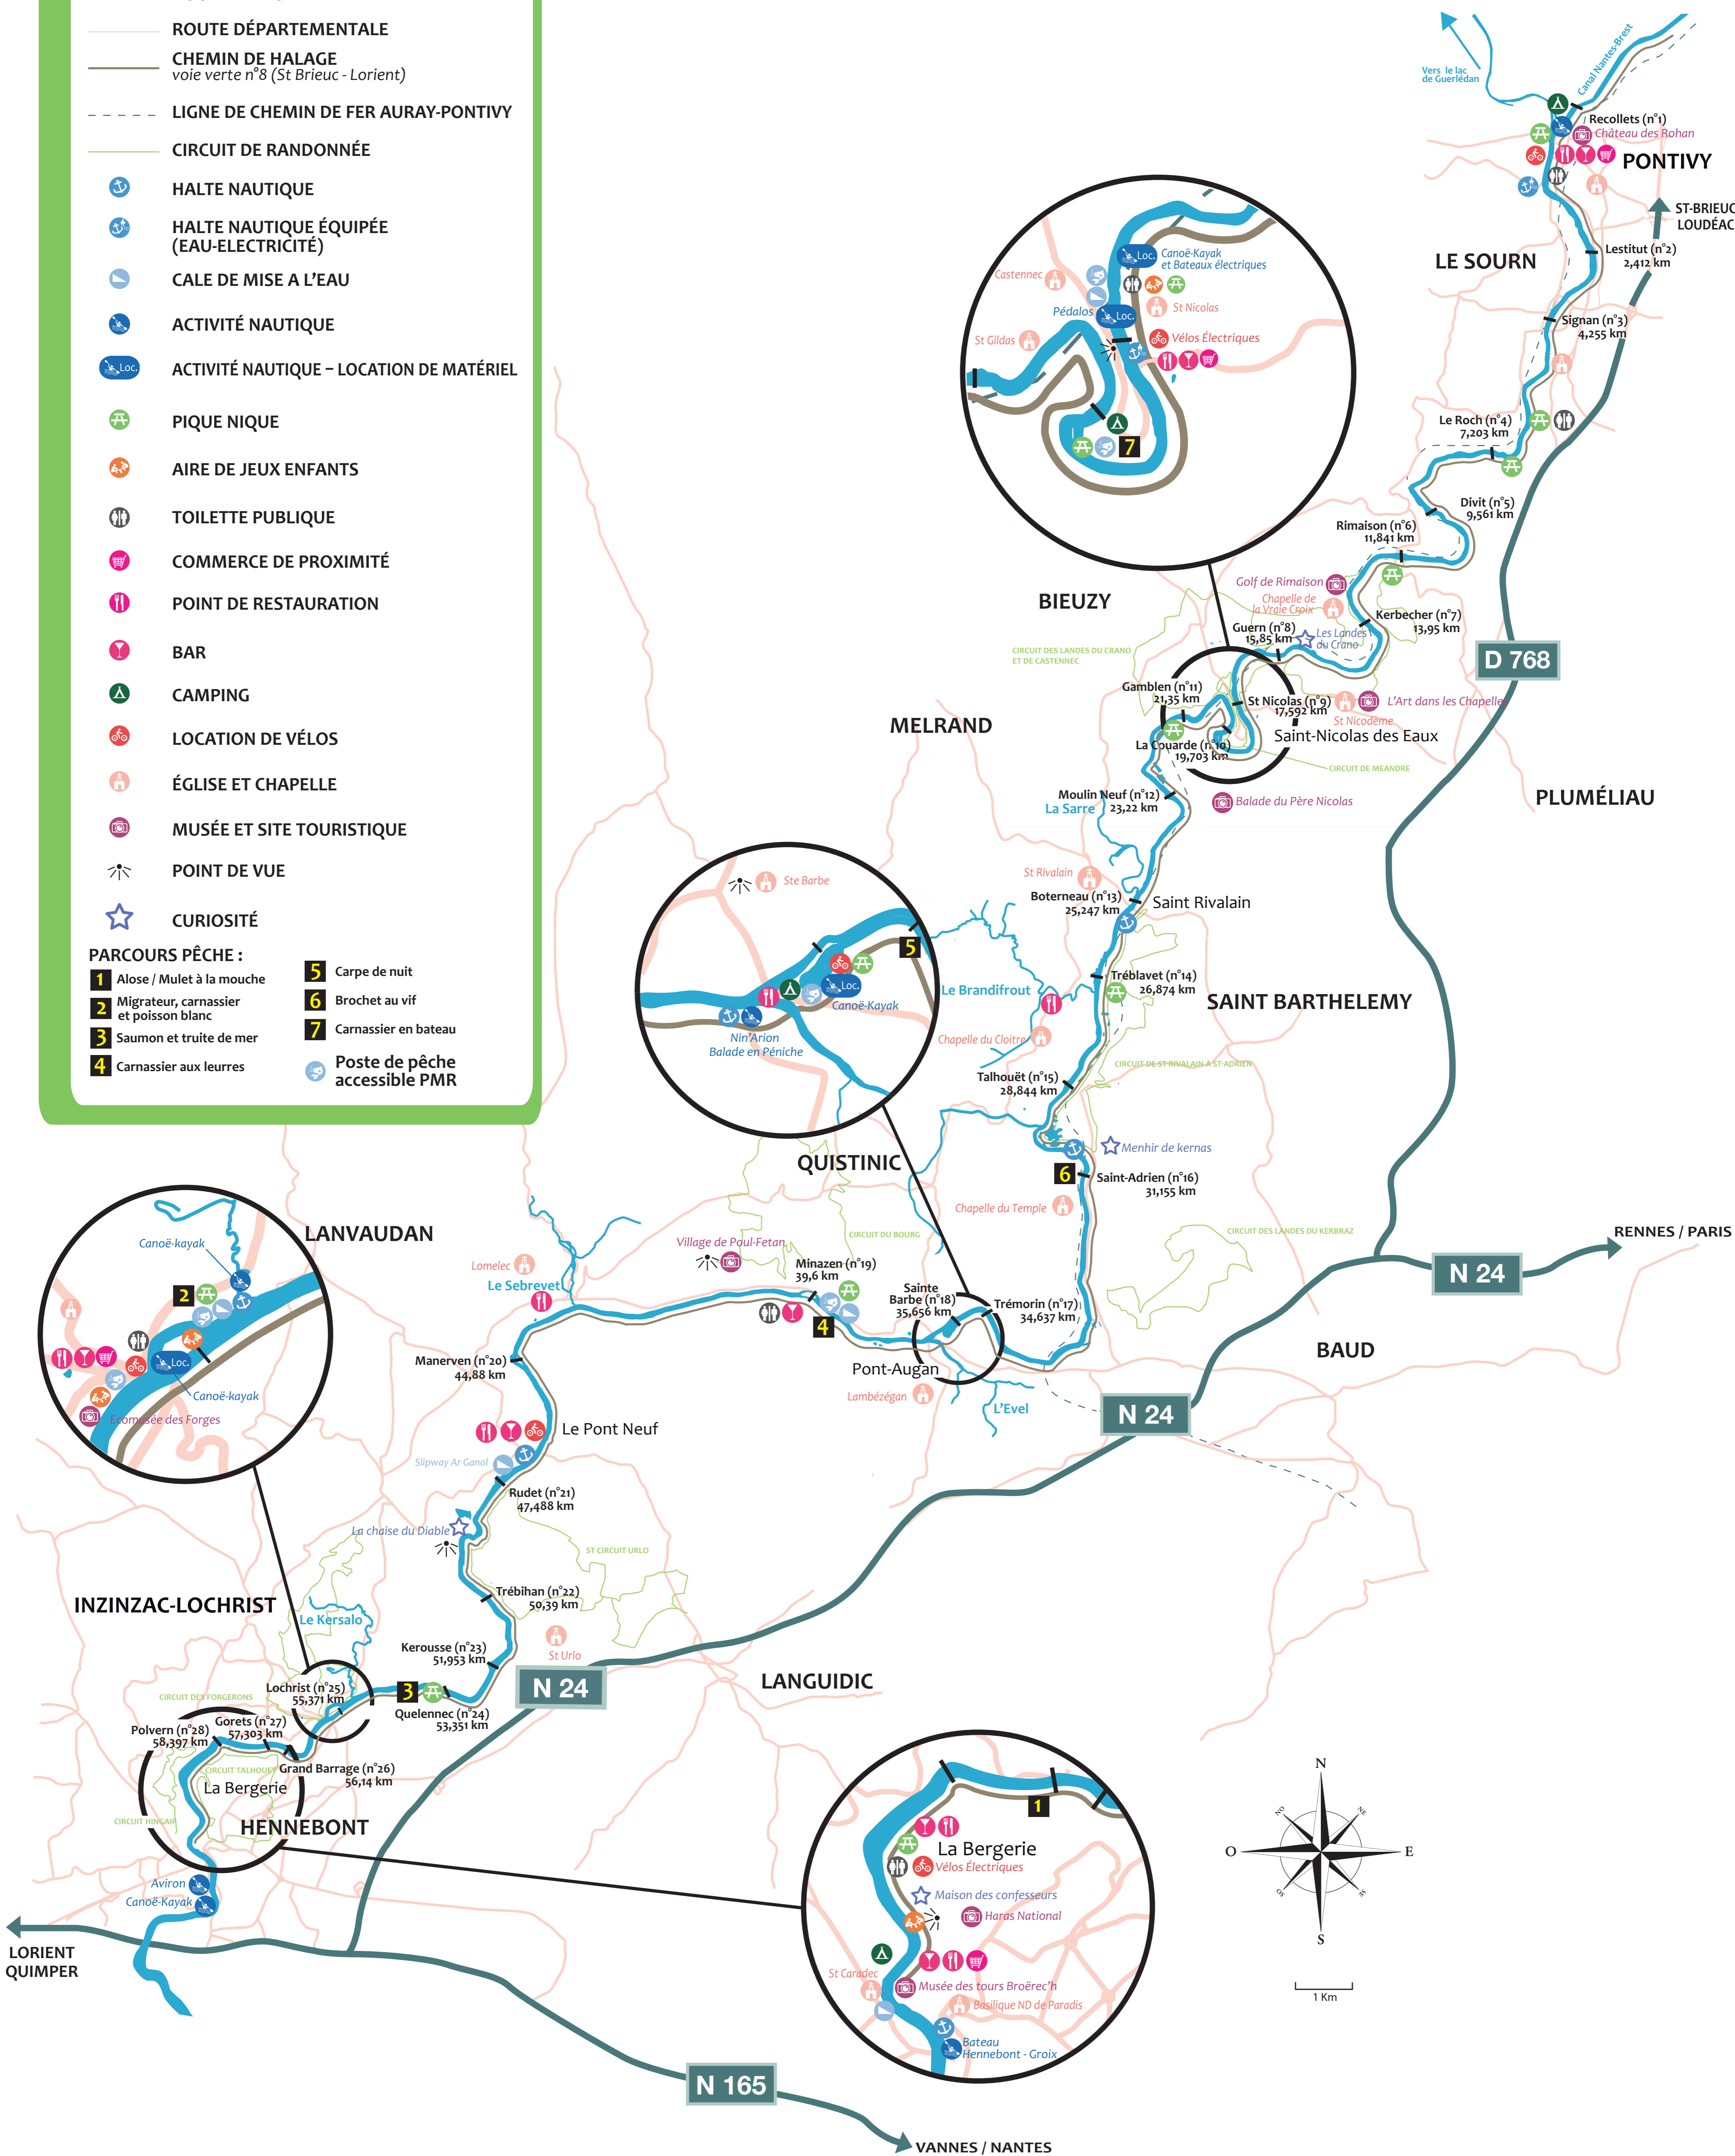 ROUTE DÉPARTEMENTALE
CHEMIN DE HALAGE
voie verte n°8 (St Brieuc - Lorient)
LIGNE DE CHEMIN DE FER AURAY-PONTIVY
CIRCUIT DE RANDONNÉE
HALTE NAUTIQUE
HALTE NAUTIQUE ÉQUIPÉE
(EAU-ELECTRICITÉ)
CALE DE MISE A L'EAU
ACTIVITÉ NAUTIQUE
Loc.
ACTIVITÉ NAUTIQUE – LOCATION DE MATÉRIEL
PIQUE NIQUE
AIRE DE JEUX ENFANTS
TOILETTE PUBLIQUE
COMMERCE DE PROXIMITÉ
POINT DE RESTAURATION
BAR
CAMPING
LOCATION DE VÉLOS
ÉGLISE ET CHAPELLE
MUSÉE ET SITE TOURISTIQUE
POINT DE VUE
CURIOSITÉ
PARCOURS PÊCHE :
1 Alose / Mulet à la mouche
2 Migrateur, carnassier
et poisson blanc
3 Saumon et truite de mer
4 Carnassier aux leurres
5 Carpe de nuit
6 Brochet au vif
7 Carnassier en bateau
Poste de pêche
accessible PMR
Vers le lac
de Guerlédan
Canal Nantes-Brest
Recollets (n°1)
Château des Rohan
PONTIVY
ST-BRIEUC
LOUDÉAC
Lestitut (n°2)
2,412 km
LE SOURN
Signan (n°3)
4,255 km
Le Roch (n°4)
7,203 km
Divit (n°5)
9,561 km
Rimaison (n°6)
11,841 km
Golf de Rimaison
Chapelle de
la Vraie Croix
Kerbecher (n°7)
13,95 km
Guern (n°8)
15,85 km
Les Landes
du Crano
D 768
BIEUZY
CIRCUIT DES LANDES DU CRANO
ET DE CASTENNEC
Loc.
Canoë-Kayak
et Bateaux électriques
Castennec
Pédalos
Loc.
St Nicolas
St Gildas
Vélos Électriques
7
Gamblen (n°11)
21,35 km
St Nicolas (n°9)
17,592 km
L'Art dans les Chapelles
St Nicodème
Saint-Nicolas des Eaux
La Couarde (n°10)
19,703 km
CIRCUIT DE MEANDRE
MELRAND
Moulin Neuf (n°12)
23,22 km
La Sarre
Balade du Père Nicolas
PLUMÉLIAU
St Rivalain
Boterneau (n°13)
25,247 km
Saint Rivalain
Ste Barbe
5
Loc.
Canoë-Kayak
Nin'Arion
Balade en Péniche
Tréblavet (n°14)
26,874 km
Le Brandifrout
SAINT BARTHELEMY
Chapelle du Cloitre
CIRCUIT DE ST-RIVALAIN À ST-ADRIEN
Talhouët (n°15)
28,844 km
Menhir de kernas
6
Saint-Adrien (n°16)
31,155 km
Chapelle du Temple
CIRCUIT DES LANDES DU KERBRAZ
RENNES / PARIS
N 24
QUISTINIC
CIRCUIT DU BOURG
Village de Poul-Fetan
Minazen (n°19)
39,6 km
4
Sainte
Barbe (n°18)
35,656 km
Trémorin (n°17)
34,637 km
BAUD
Pont-Augan
Lambézégan
L'Evel
N 24
LANVAUDAN
Lomelec
Le Sebrevet
Canoë-kayak
2
Loc.
Canoë-kayak
Ecomusée des Forges
Manerven (n°20)
44,88 km
Le Pont Neuf
Slipway Ar Ganol
Rudet (n°21)
47,488 km
La chaise du Diable
ST CIRCUIT URLO
Trébihan (n°22)
50,39 km
INZINZAC-LOCHRIST
Le Kersalo
Kerousse (n°23)
51,953 km
St Urlo
LANGUIDIC
N 24
3
Lochrist (n°25)
55,371 km
Quelennec (n°24)
53,351 km
CIRCUIT DES FORGERONS
Gorets (n°27)
57,303 km
Polvern (n°28)
58,397 km
CIRCUIT TALHOUET
Grand Barrage (n°26)
56,14 km
La Bergerie
CIRCUIT HINGAIR
HENNEBONT
Aviron
Canoë-Kayak
LORIENT
QUIMPER
1
La Bergerie
Vélos Électriques
Maison des confesseurs
Haras National
St Caradec
Musée des tours Broërec'h
Basilique ND de Paradis
Bateau
Hennebont - Groix
N
NO
NE
O
E
SO
SE
S
1 Km
N 165
VANNES / NANTES